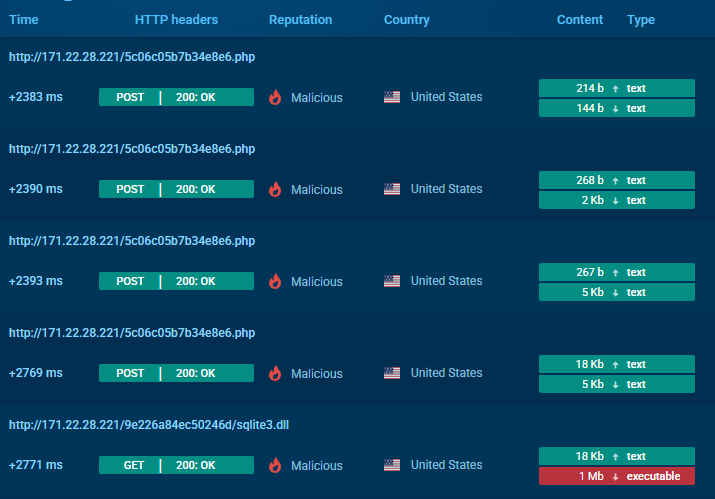 Time HTTP headers Reputation Country Content Type
http://171.22.28.221/5c06c05b7b34e8e6.php
+2383 ms POST | 200: OK Malicious United States 214 b ↑ text
144 b ↓ text
http://171.22.28.221/5c06c05b7b34e8e6.php
+2390 ms POST | 200: OK Malicious United States 268 b ↑ text
2 Kb ↓ text
http://171.22.28.221/5c06c05b7b34e8e6.php
+2393 ms POST | 200: OK Malicious United States 267 b ↑ text
5 Kb ↓ text
http://171.22.28.221/5c06c05b7b34e8e6.php
+2769 ms POST | 200: OK Malicious United States 18 Kb ↑ text
5 Kb ↓ text
http://171.22.28.221/9e226a84ec50246d/sqlite3.dll
+2771 ms GET | 200: OK Malicious United States 18 Kb ↑ text
1 Mb ↓ executable